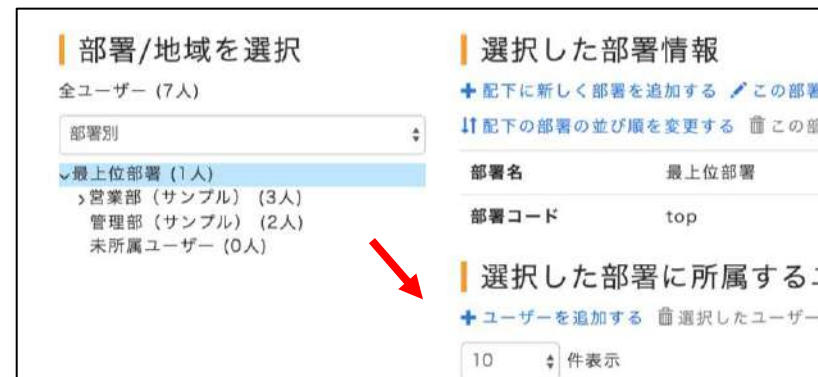 部署/地域を選択
全ユーザー (7人)
部署別
最上位部署 (1人)
営業部（サンプル） (3人)
管理部（サンプル） (2人)
未所属ユーザー (0人)
選択した部署情報
配下に新しく部署を追加する この部署
配下の部署の並び順を変更する この部
部署名 最上位部署
部署コード top
選択した部署に所属する
ユーザーを追加する 選択したユーザー
10 件表示